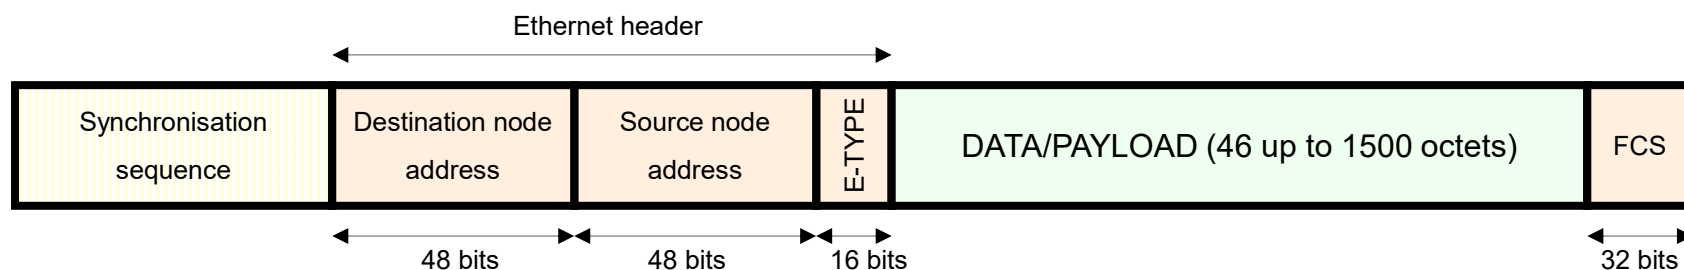 Ethernet header
Synchronisation
sequence
Destination node
address
Source node
address
E-TYPE
DATA/PAYLOAD (46 up to 1500 octets)
FCS
48 bits
48 bits
16 bits
32 bits